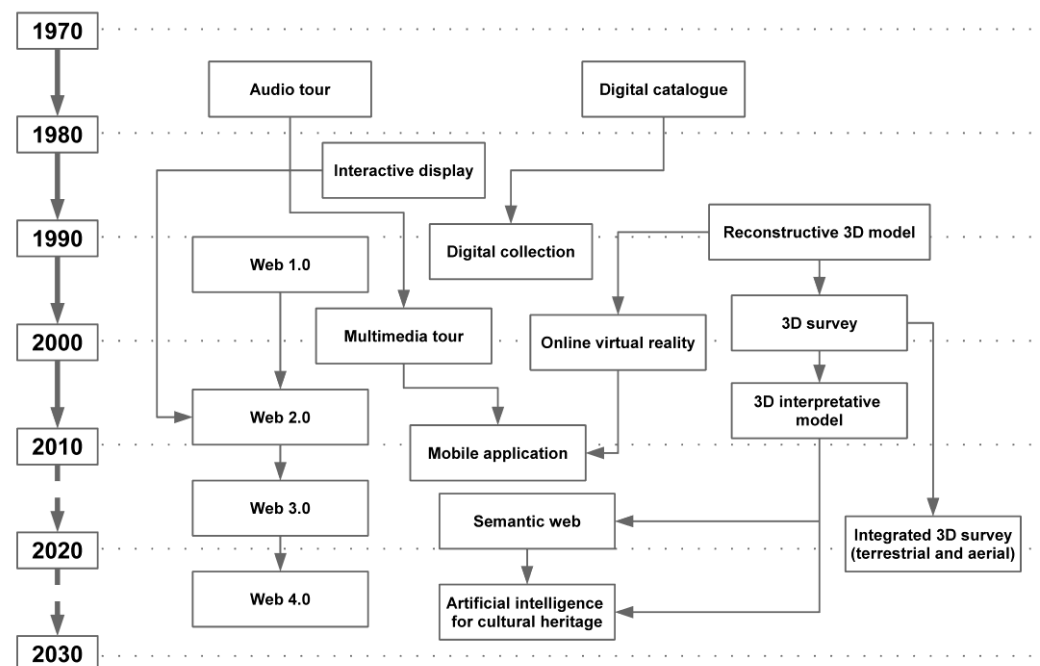 1970
Audio tour
Digital catalogue
1980
Interactive display
1990
Reconstructive 3D model
Digital collection
Web 1.0
3D survey
Multimedia tour
Online virtual reality
2000
3D interpretative
model
Web 2.0
2010
Mobile application
Web 3.0
Semantic web
Integrated 3D survey
(terrestrial and aerial)
2020
Web 4.0
Artificial intelligence
for cultural heritage
2030